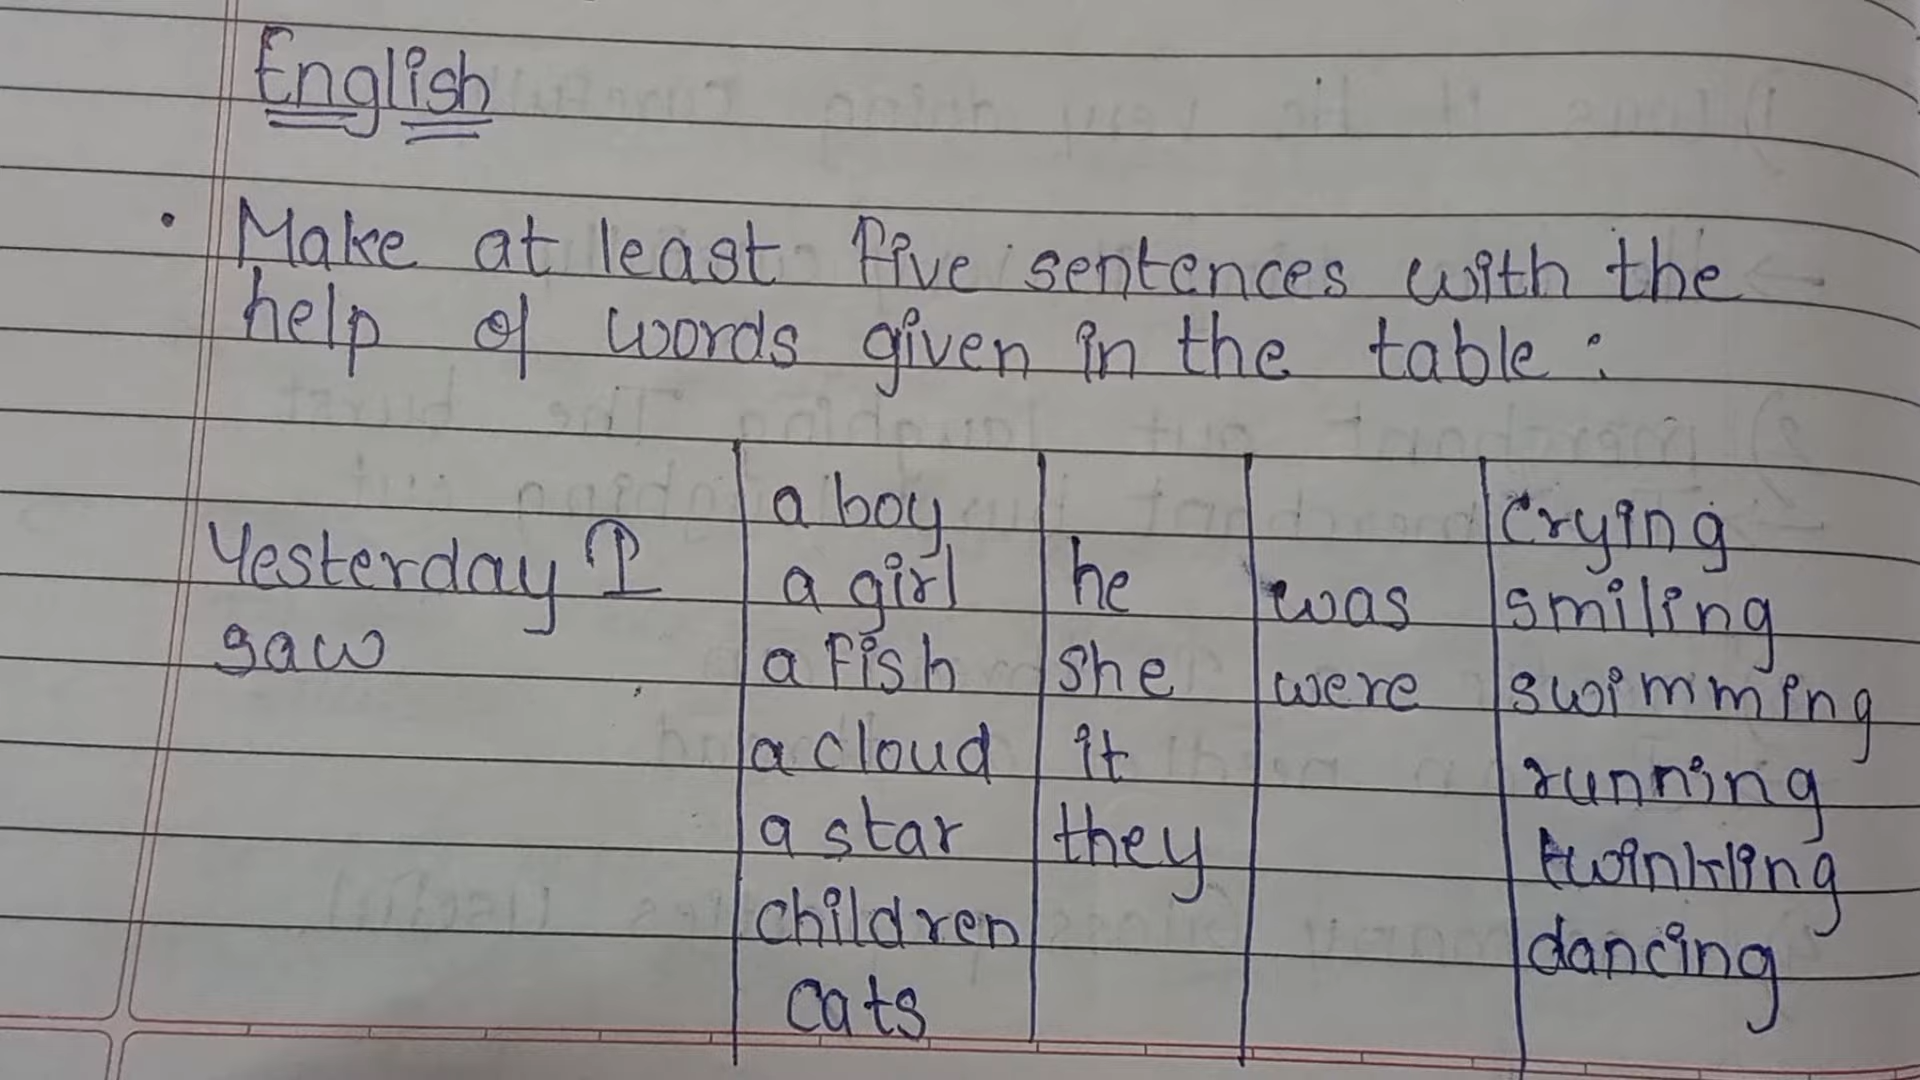 English
• Make at least five sentences with the
help of words given in the table :
a boy crying
Yesterday I a girl he was smiling
saw a fish she were swimming
a cloud it running
a star they twinkling
children dancing
cats